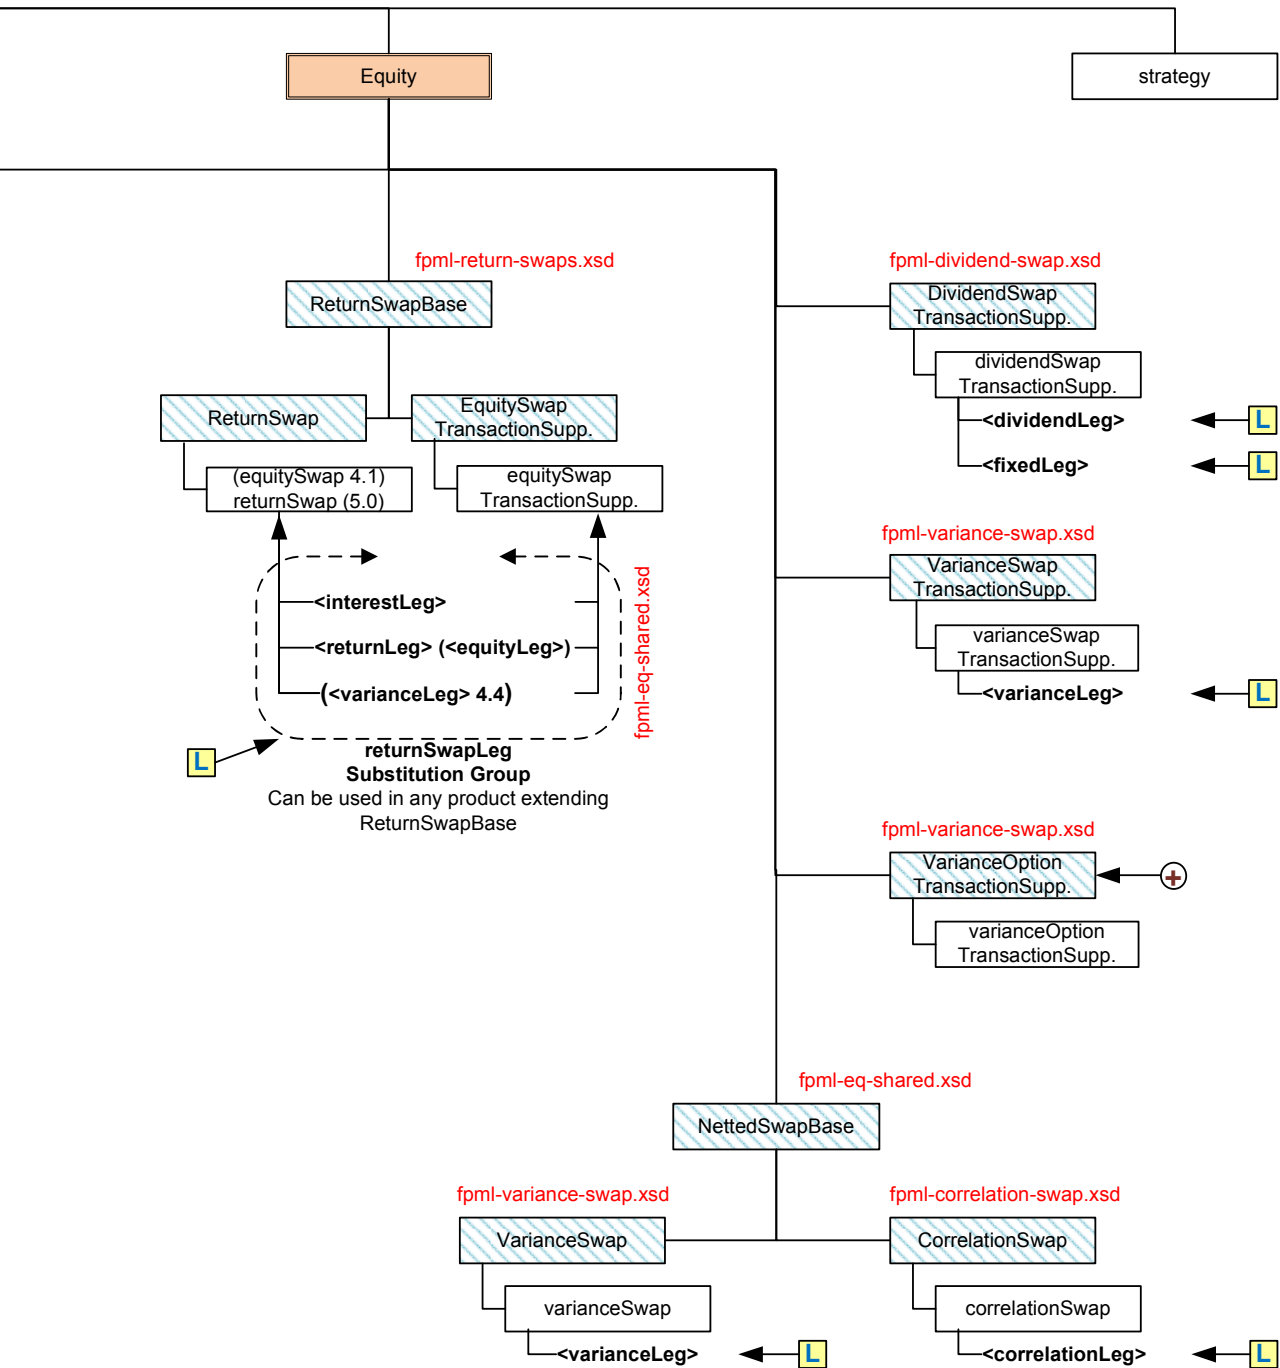 Equity
strategy
fpml-return-swaps.xsd
ReturnSwapBase
ReturnSwap
EquitySwap
TransactionSupp.
(equitySwap 4.1)
returnSwap (5.0)
equitySwap
TransactionSupp.
<interestLeg>
<returnLeg> (<equityLeg>)
(<varianceLeg> 4.4)
fpml-eq-shared.xsd
L
returnSwapLeg
Substitution Group
Can be used in any product extending
ReturnSwapBase
fpml-dividend-swap.xsd
DividendSwap
TransactionSupp.
dividendSwap
TransactionSupp.
<dividendLeg>
L
<fixedLeg>
L
fpml-variance-swap.xsd
VarianceSwap
TransactionSupp.
varianceSwap
TransactionSupp.
<varianceLeg>
L
fpml-variance-swap.xsd
VarianceOption
TransactionSupp.
+
varianceOption
TransactionSupp.
fpml-eq-shared.xsd
NettedSwapBase
fpml-variance-swap.xsd
VarianceSwap
varianceSwap
<varianceLeg>
L
fpml-correlation-swap.xsd
CorrelationSwap
correlationSwap
<correlationLeg>
L